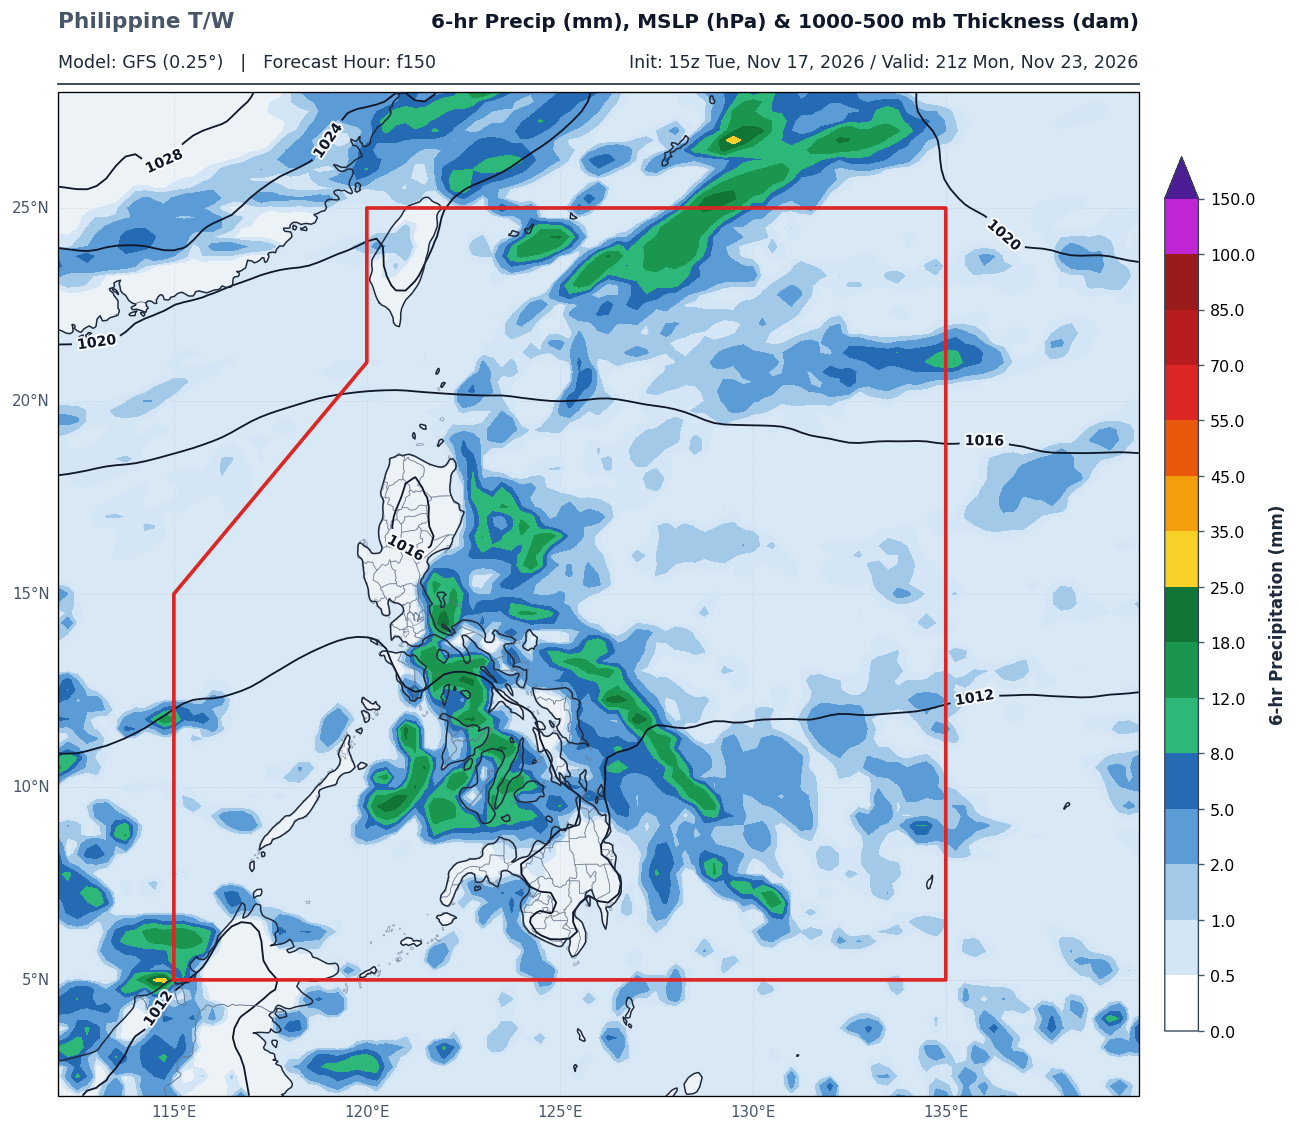 Philippine T/W
6-hr Precip (mm), MSLP (hPa) & 1000-500 mb Thickness (dam)
Model: GFS (0.25°) | Forecast Hour: f150
Init: 15z Tue, Nov 17, 2026 / Valid: 21z Mon, Nov 23, 2026
1028
1024
1020
1020
1016
1016
1012
1012
25°N
20°N
15°N
10°N
5°N
115°E
120°E
125°E
130°E
135°E
150.0
100.0
85.0
70.0
55.0
45.0
35.0
25.0
18.0
12.0
8.0
5.0
2.0
1.0
0.5
0.0
6-hr Precipitation (mm)